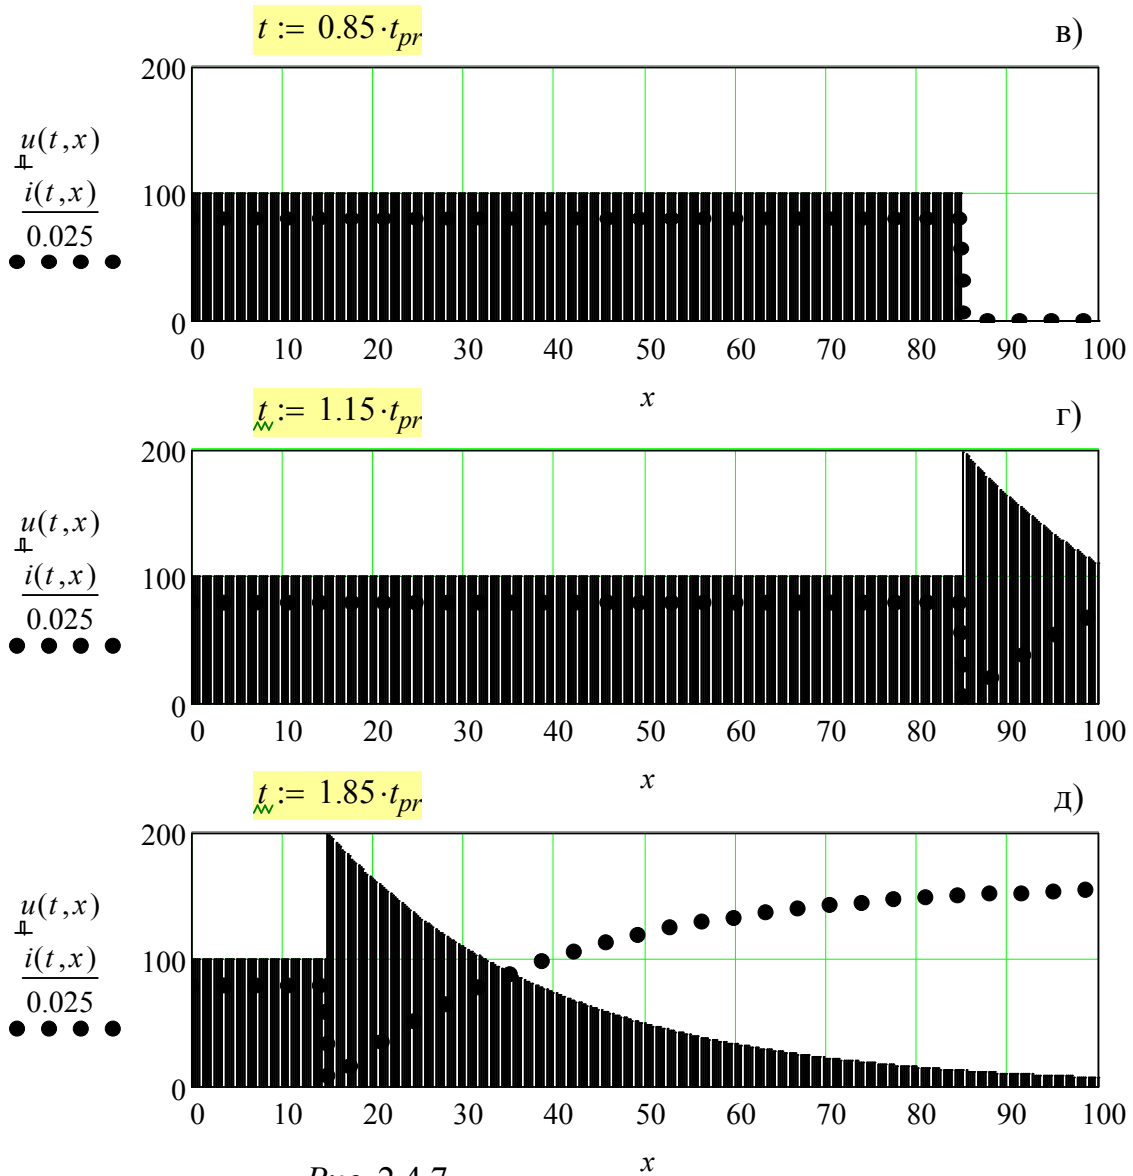 t := 0.85·t_pr
в)
200
u(t,x)
i(t,x)
0.025
100
0
0 10 20 30 40 50 60 70 80 90 100
x
t := 1.15·t_pr
г)
200
u(t,x)
i(t,x)
0.025
100
0
0 10 20 30 40 50 60 70 80 90 100
x
t := 1.85·t_pr
д)
200
u(t,x)
i(t,x)
0.025
100
0
0 10 20 30 40 50 60 70 80 90 100
x
Рис. 2.4.7